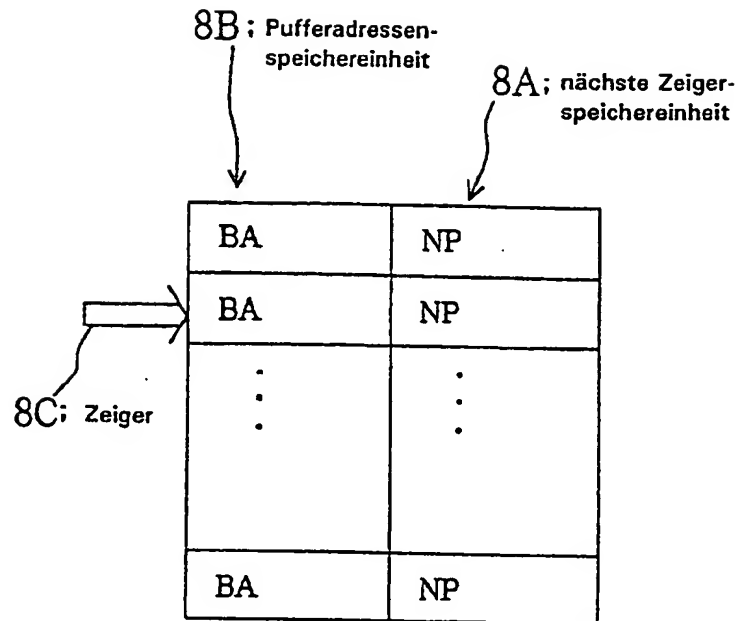 8B; Pufferadressen-
speichereinheit
8A; nächste Zeiger-
speichereinheit
BA NP
BA NP
8C; Zeiger
BA NP